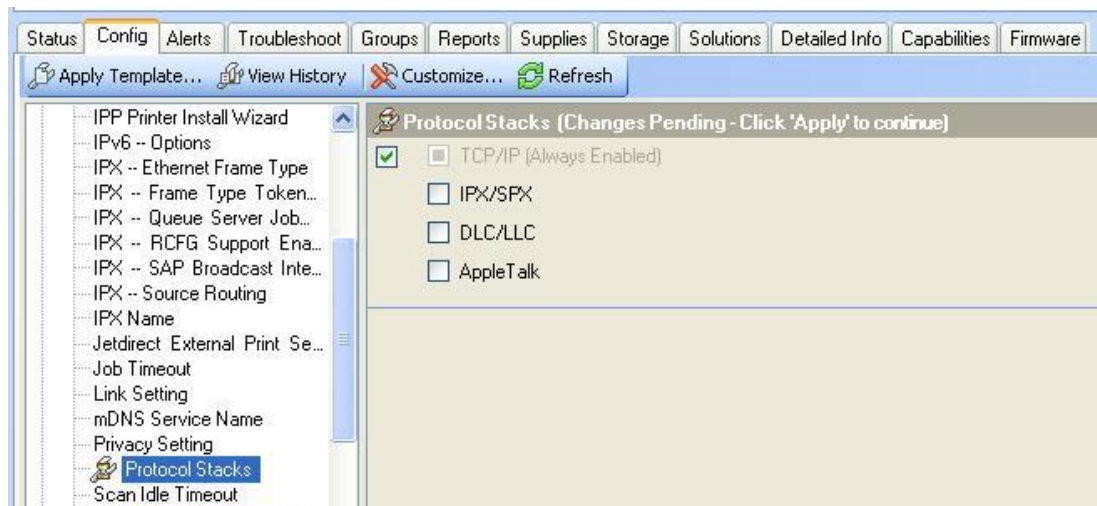 Status Config Alerts Troubleshoot Groups Reports Supplies Storage Solutions Detailed Info Capabilities Firmware
Apply Template... View History Customize... Refresh
IPP Printer Install Wizard
IPv6 -- Options
IPX -- Ethernet Frame Type
IPX -- Frame Type Token...
IPX -- Queue Server Job...
IPX -- RCFG Support Ena...
IPX -- SAP Broadcast Inte...
IPX -- Source Routing
IPX Name
Jetdirect External Print Se...
Job Timeout
Link Setting
mDNS Service Name
Privacy Setting
Protocol Stacks
Scan Idle Timeout
Protocol Stacks (Changes Pending - Click 'Apply' to continue)
TCP/IP (Always Enabled)
IPX/SPX
DLC/LLC
AppleTalk